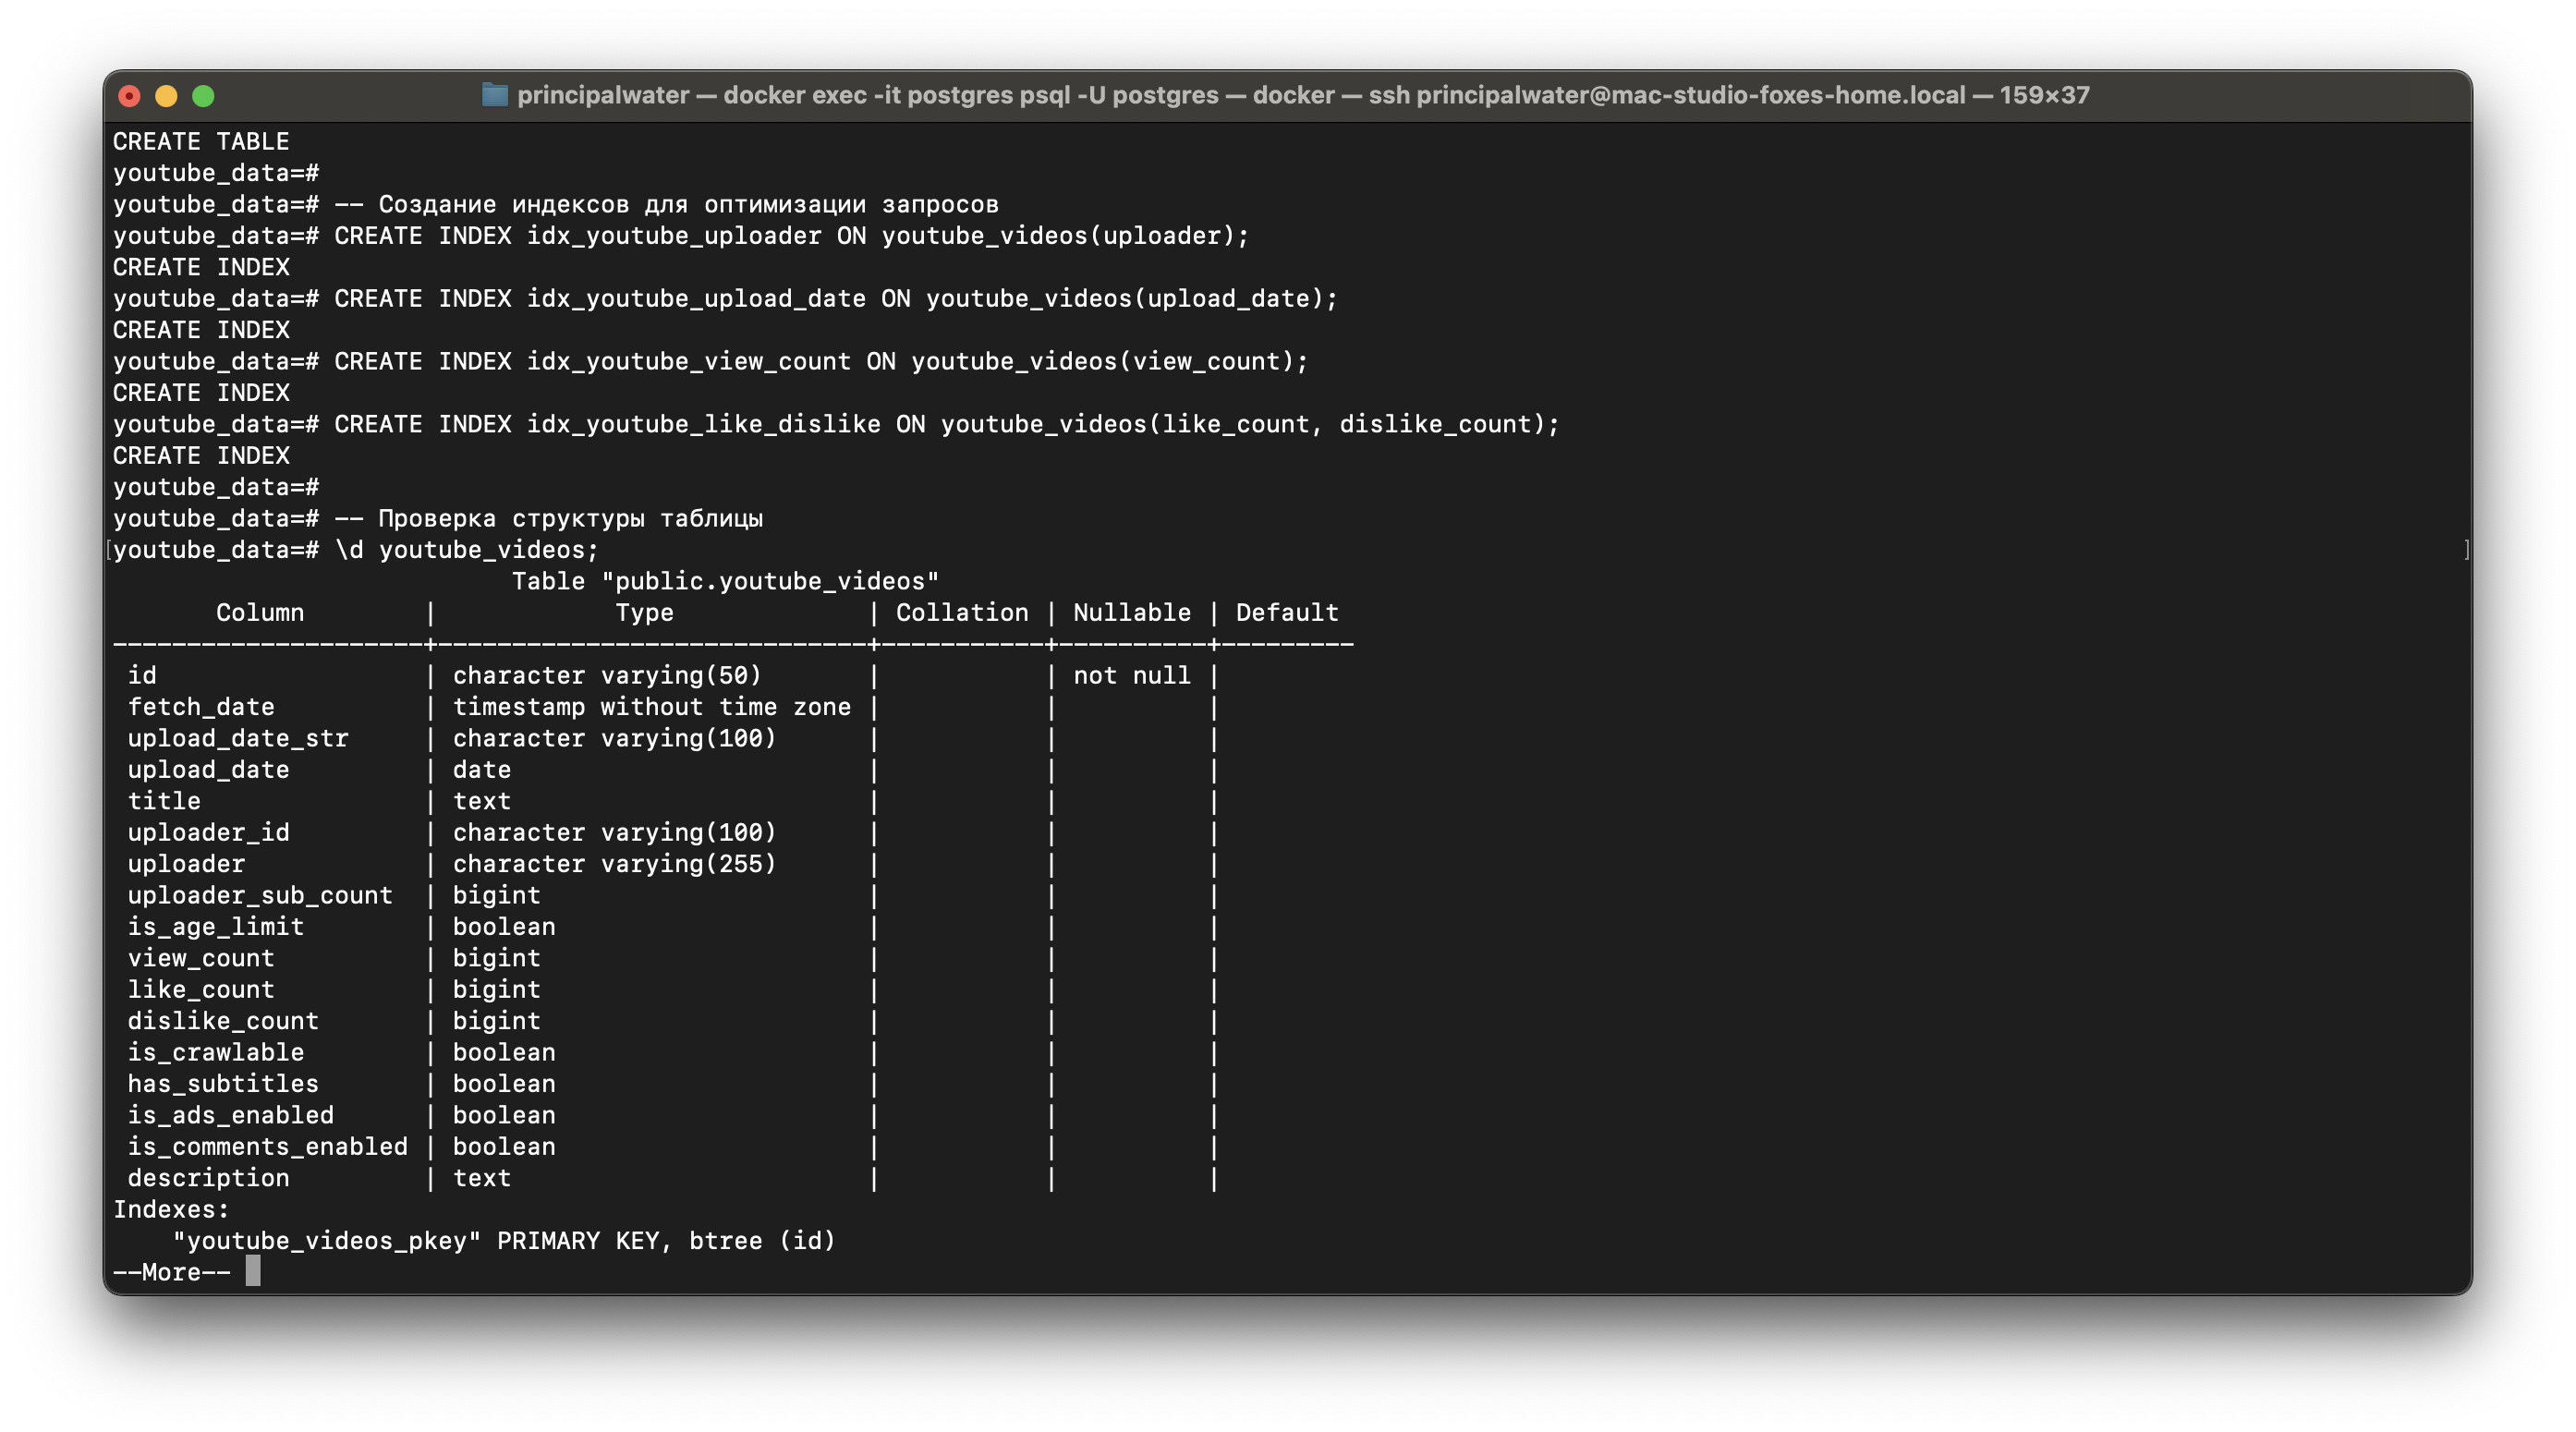 principalwater — docker exec -it postgres psql -U postgres — docker — ssh principalwater@mac-studio-foxes-home.local — 159×37
CREATE TABLE
youtube_data=#
youtube_data=# -- Создание индексов для оптимизации запросов
youtube_data=# CREATE INDEX idx_youtube_uploader ON youtube_videos(uploader);
CREATE INDEX
youtube_data=# CREATE INDEX idx_youtube_upload_date ON youtube_videos(upload_date);
CREATE INDEX
youtube_data=# CREATE INDEX idx_youtube_view_count ON youtube_videos(view_count);
CREATE INDEX
youtube_data=# CREATE INDEX idx_youtube_like_dislike ON youtube_videos(like_count, dislike_count);
CREATE INDEX
youtube_data=#
youtube_data=# -- Проверка структуры таблицы
[youtube_data=# \d youtube_videos; ]
                           Table "public.youtube_videos"
       Column        |            Type             | Collation | Nullable | Default
---------------------+-----------------------------+-----------+----------+---------
 id                  | character varying(50)       |           | not null |
 fetch_date          | timestamp without time zone |           |          |
 upload_date_str     | character varying(100)      |           |          |
 upload_date         | date                        |           |          |
 title               | text                        |           |          |
 uploader_id         | character varying(100)      |           |          |
 uploader            | character varying(255)      |           |          |
 uploader_sub_count  | bigint                      |           |          |
 is_age_limit        | boolean                     |           |          |
 view_count          | bigint                      |           |          |
 like_count          | bigint                      |           |          |
 dislike_count       | bigint                      |           |          |
 is_crawlable        | boolean                     |           |          |
 has_subtitles       | boolean                     |           |          |
 is_ads_enabled      | boolean                     |           |          |
 is_comments_enabled | boolean                     |           |          |
 description         | text                        |           |          |
Indexes:
    "youtube_videos_pkey" PRIMARY KEY, btree (id)
--More--